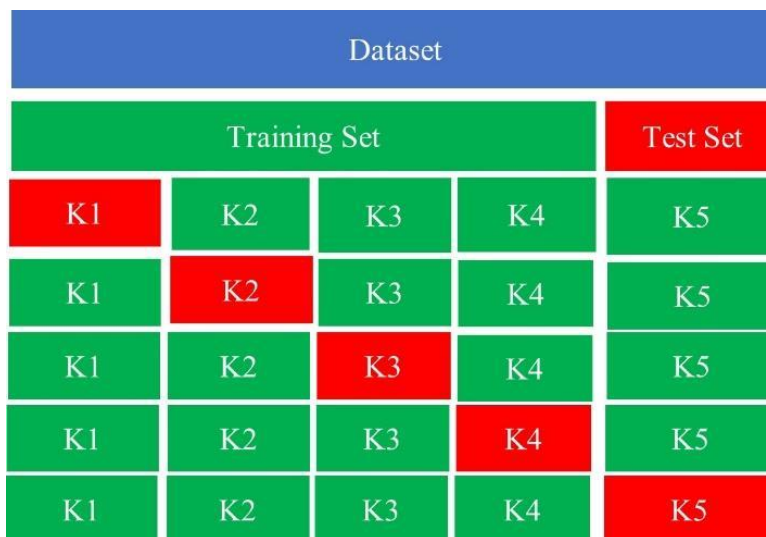 Dataset
Training Set Test Set
K1 K2 K3 K4 K5
K1 K2 K3 K4 K5
K1 K2 K3 K4 K5
K1 K2 K3 K4 K5
K1 K2 K3 K4 K5